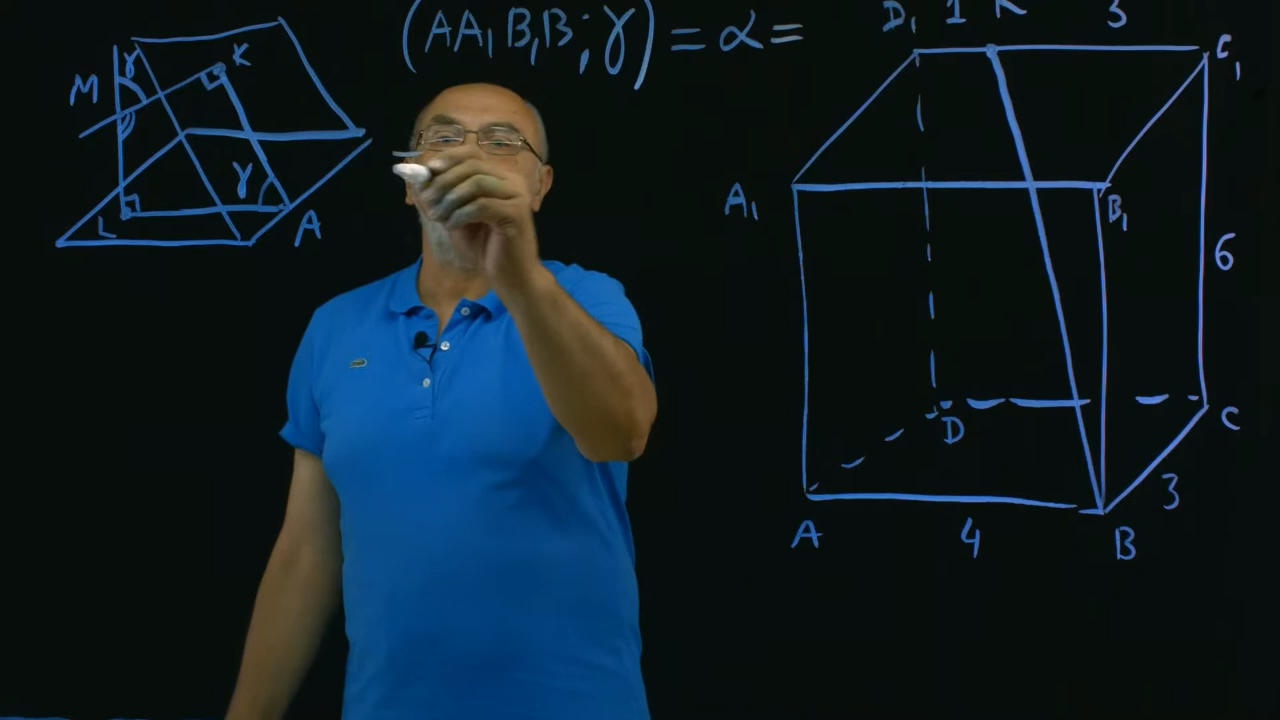 (AA₁B₁B; γ) = α =
M γ K
L γ A
D₁ 1 K 3 C₁
A₁ B₁
6
D C
3
A 4 B